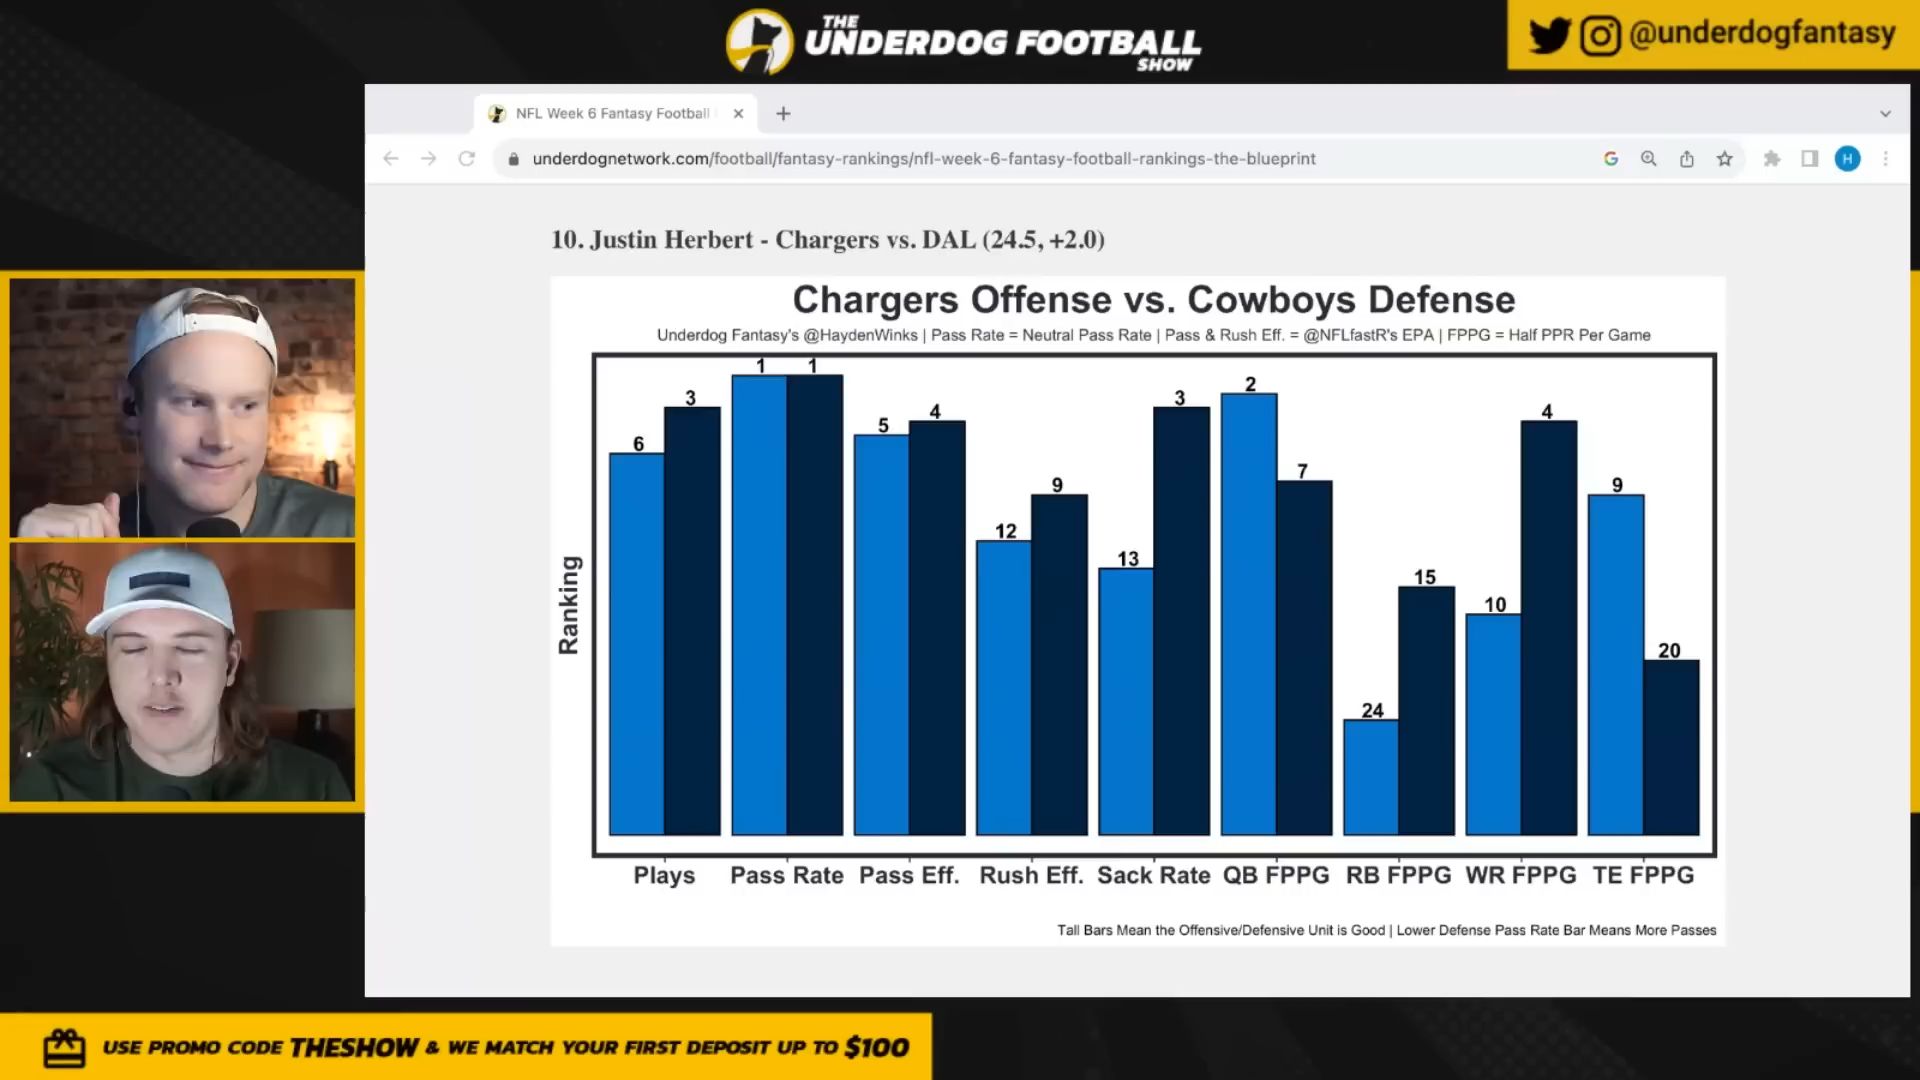 THE
UNDERDOG FOOTBALL
SHOW
@underdogfantasy
NFL Week 6 Fantasy Football
underdognetwork.com/football/fantasy-rankings/nfl-week-6-fantasy-football-rankings-the-blueprint
H
10. Justin Herbert - Chargers vs. DAL (24.5, +2.0)
Chargers Offense vs. Cowboys Defense
Underdog Fantasy's @HaydenWinks | Pass Rate = Neutral Pass Rate | Pass & Rush Eff. = @NFLfastR's EPA | FPPG = Half PPR Per Game
Ranking
6 3 1 1 5 4 12 9 13 3 2 7 24 15 10 4 9 20
Plays Pass Rate Pass Eff. Rush Eff. Sack Rate QB FPPG RB FPPG WR FPPG TE FPPG
Tall Bars Mean the Offensive/Defensive Unit is Good | Lower Defense Pass Rate Bar Means More Passes
USE PROMO CODE THESHOW & WE MATCH YOUR FIRST DEPOSIT UP TO $100